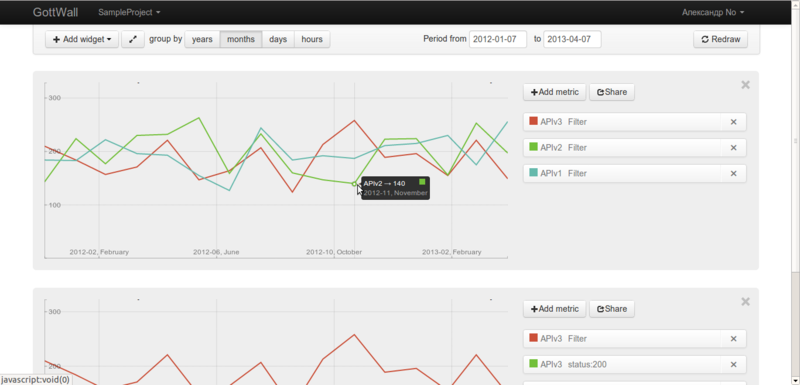 GottWall SampleProject Александр No
Add widget group by years months days hours Period from 2012-01-07 to 2013-04-07 Redraw
300
200
100
2012-02, February 2012-06, June 2012-10, October 2013-02, February
APIv2 → 140
2012-11, November
Add metric Share
APIv3 Filter
APIv2 Filter
APIv1 Filter
300
200
Add metric Share
APIv3 Filter
APIv3 status:200
javascript:void(0)